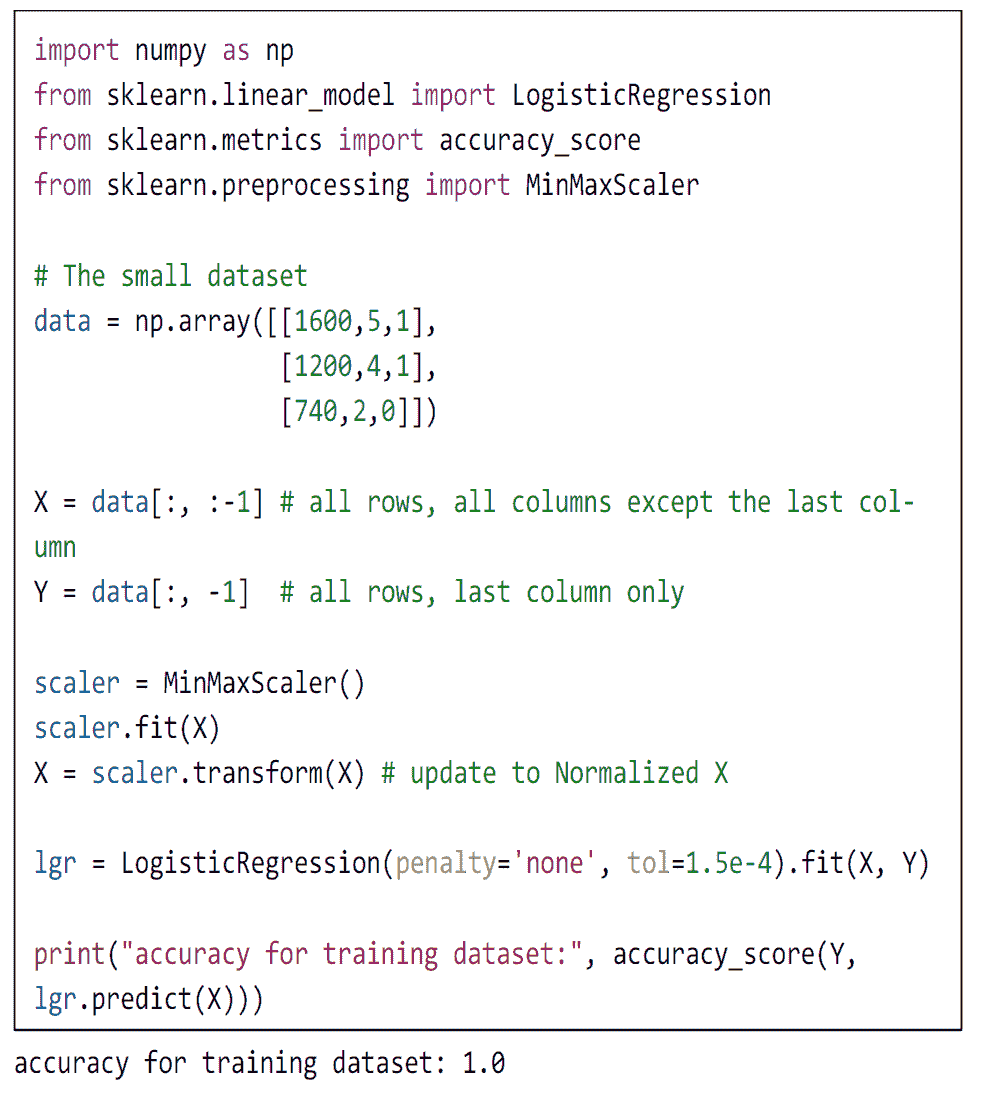 import numpy as np
from sklearn.linear_model import LogisticRegression
from sklearn.metrics import accuracy_score
from sklearn.preprocessing import MinMaxScaler

# The small dataset
data = np.array([[1600,5,1],
                 [1200,4,1],
                 [740,2,0]])

X = data[:, :-1] # all rows, all columns except the last col-
umn
Y = data[:, -1]  # all rows, last column only

scaler = MinMaxScaler()
scaler.fit(X)
X = scaler.transform(X) # update to Normalized X

lgr = LogisticRegression(penalty='none', tol=1.5e-4).fit(X, Y)

print("accuracy for training dataset:", accuracy_score(Y,
lgr.predict(X)))
accuracy for training dataset: 1.0